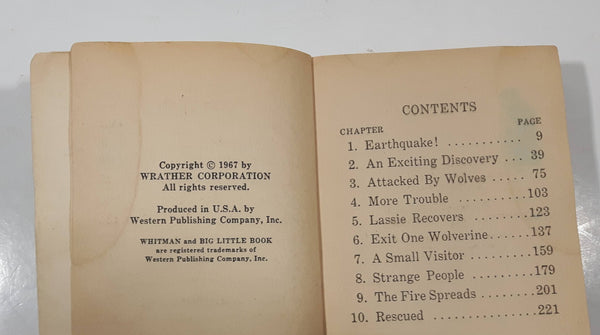 Copyright © 1967 by
WRATHER CORPORATION
All rights reserved.
Produced in U.S.A. by
Western Publishing Company, Inc.
WHITMAN and BIG LITTLE BOOK
are registered trademarks of
Western Publishing Company, Inc.
CONTENTS
CHAPTER PAGE
1. Earthquake! ........... 9
2. An Exciting Discovery ... 39
3. Attacked By Wolves ..... 75
4. More Trouble .......... 103
5. Lassie Recovers ........ 123
6. Exit One Wolverine ...... 137
7. A Small Visitor ......... 159
8. Strange People ......... 179
9. The Fire Spreads ........ 201
10. Rescued ............... 221